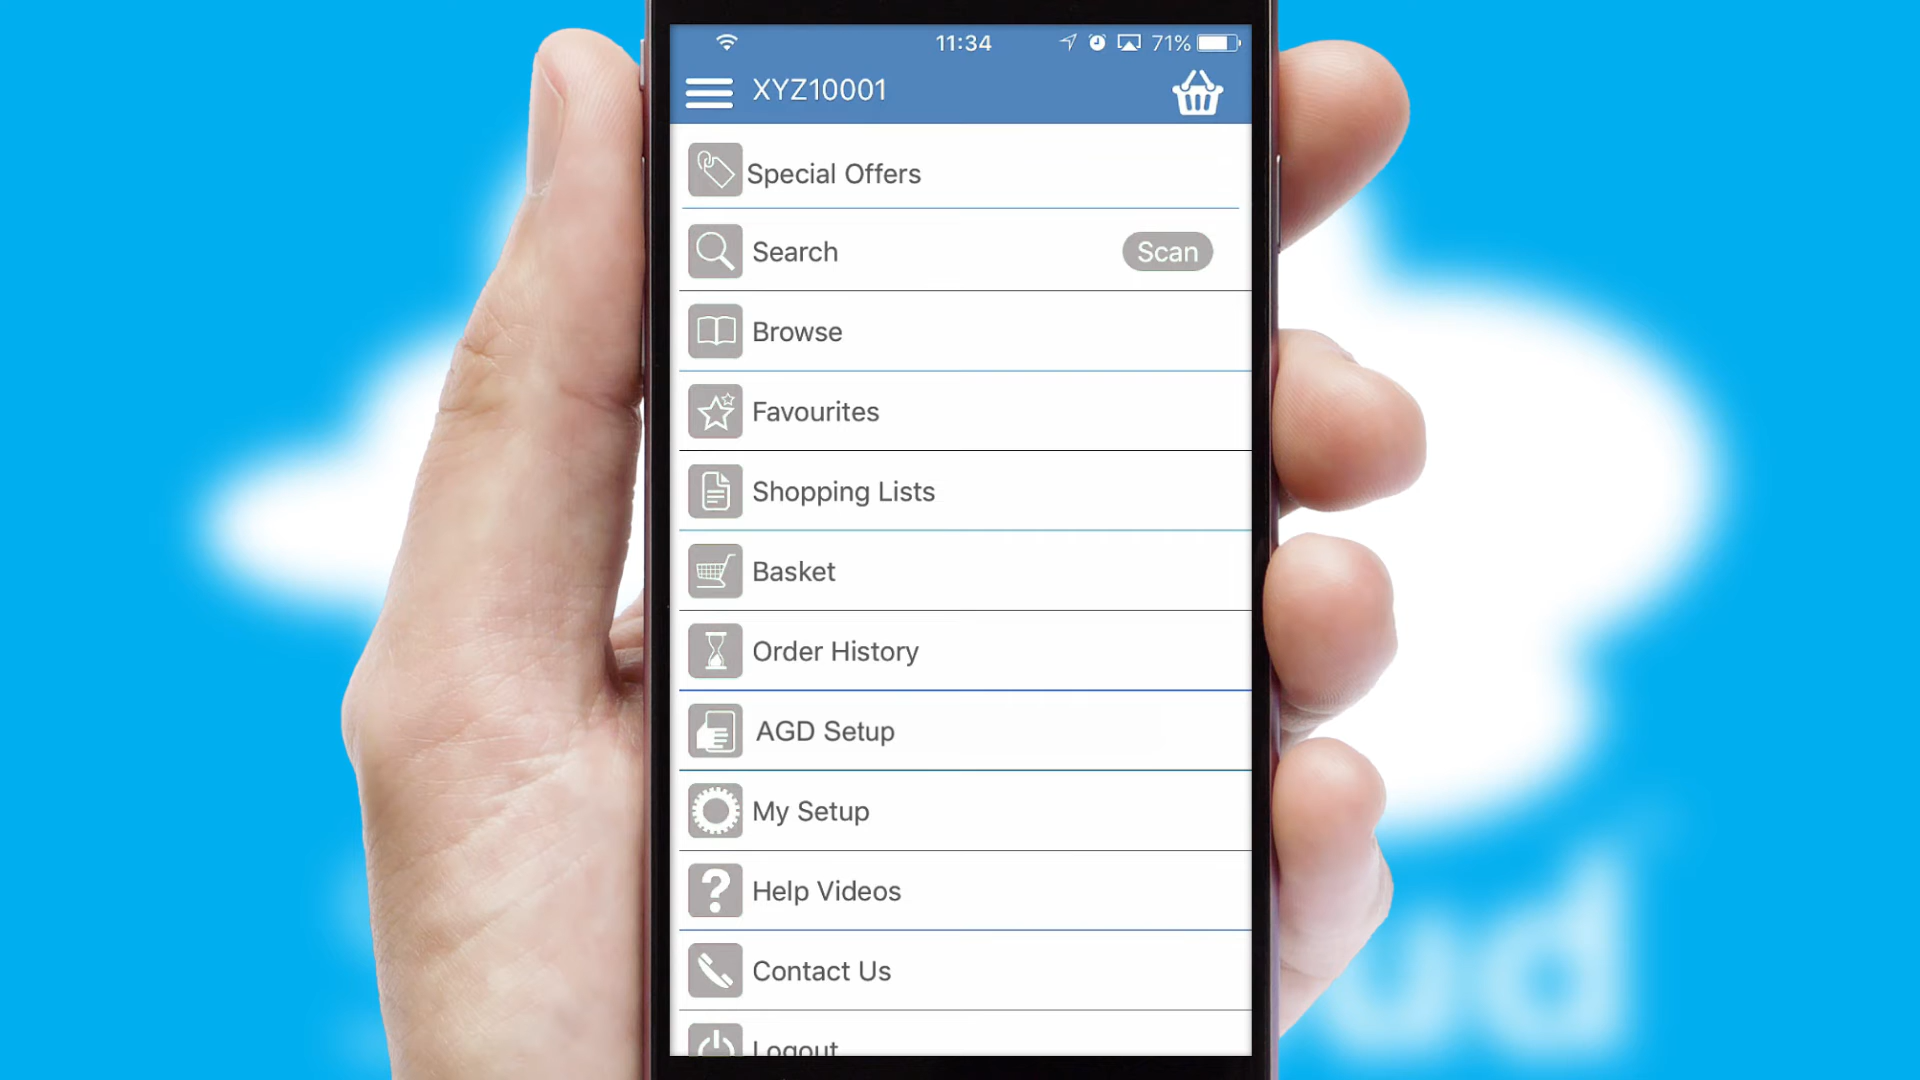 11:34
71%
XYZ10001
Special Offers
Search
Scan
Browse
Favourites
Shopping Lists
Basket
Order History
AGD Setup
My Setup
Help Videos
Contact Us
Logout
ud